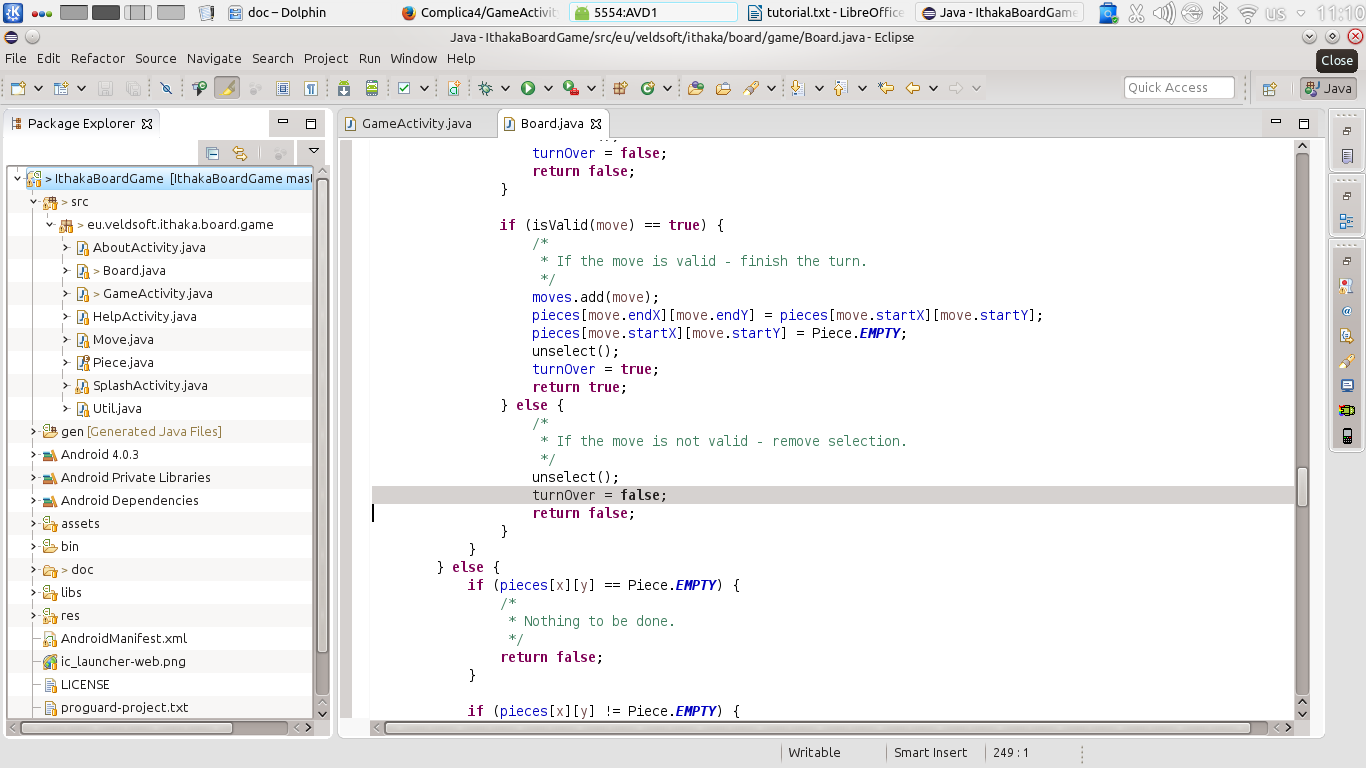 doc – Dolphin
Complica4/GameActivit
5554:AVD1
tutorial.txt - LibreOffice
Java - IthakaBoardGame
us
11:10
Java - IthakaBoardGame/src/eu/veldsoft/ithaka/board/game/Board.java - Eclipse
File Edit Refactor Source Navigate Search Project Run Window Help
Close
Quick Access
Java
Package Explorer
GameActivity.java
Board.java
> IthakaBoardGame [IthakaBoardGame mast
> src
> eu.veldsoft.ithaka.board.game
AboutActivity.java
> Board.java
> GameActivity.java
HelpActivity.java
Move.java
Piece.java
SplashActivity.java
Util.java
gen [Generated Java Files]
Android 4.0.3
Android Private Libraries
Android Dependencies
assets
bin
> doc
libs
res
AndroidManifest.xml
ic_launcher-web.png
LICENSE
proguard-project.txt
turnOver = false;
return false;
}
if (isValid(move) == true) {
/*
* If the move is valid - finish the turn.
*/
moves.add(move);
pieces[move.endX][move.endY] = pieces[move.startX][move.startY];
pieces[move.startX][move.startY] = Piece.EMPTY;
unselect();
turnOver = true;
return true;
} else {
/*
* If the move is not valid - remove selection.
*/
unselect();
turnOver = false;
return false;
}
}
} else {
if (pieces[x][y] == Piece.EMPTY) {
/*
* Nothing to be done.
*/
return false;
}
if (pieces[x][y] != Piece.EMPTY) {
Writable
Smart Insert
249 : 1